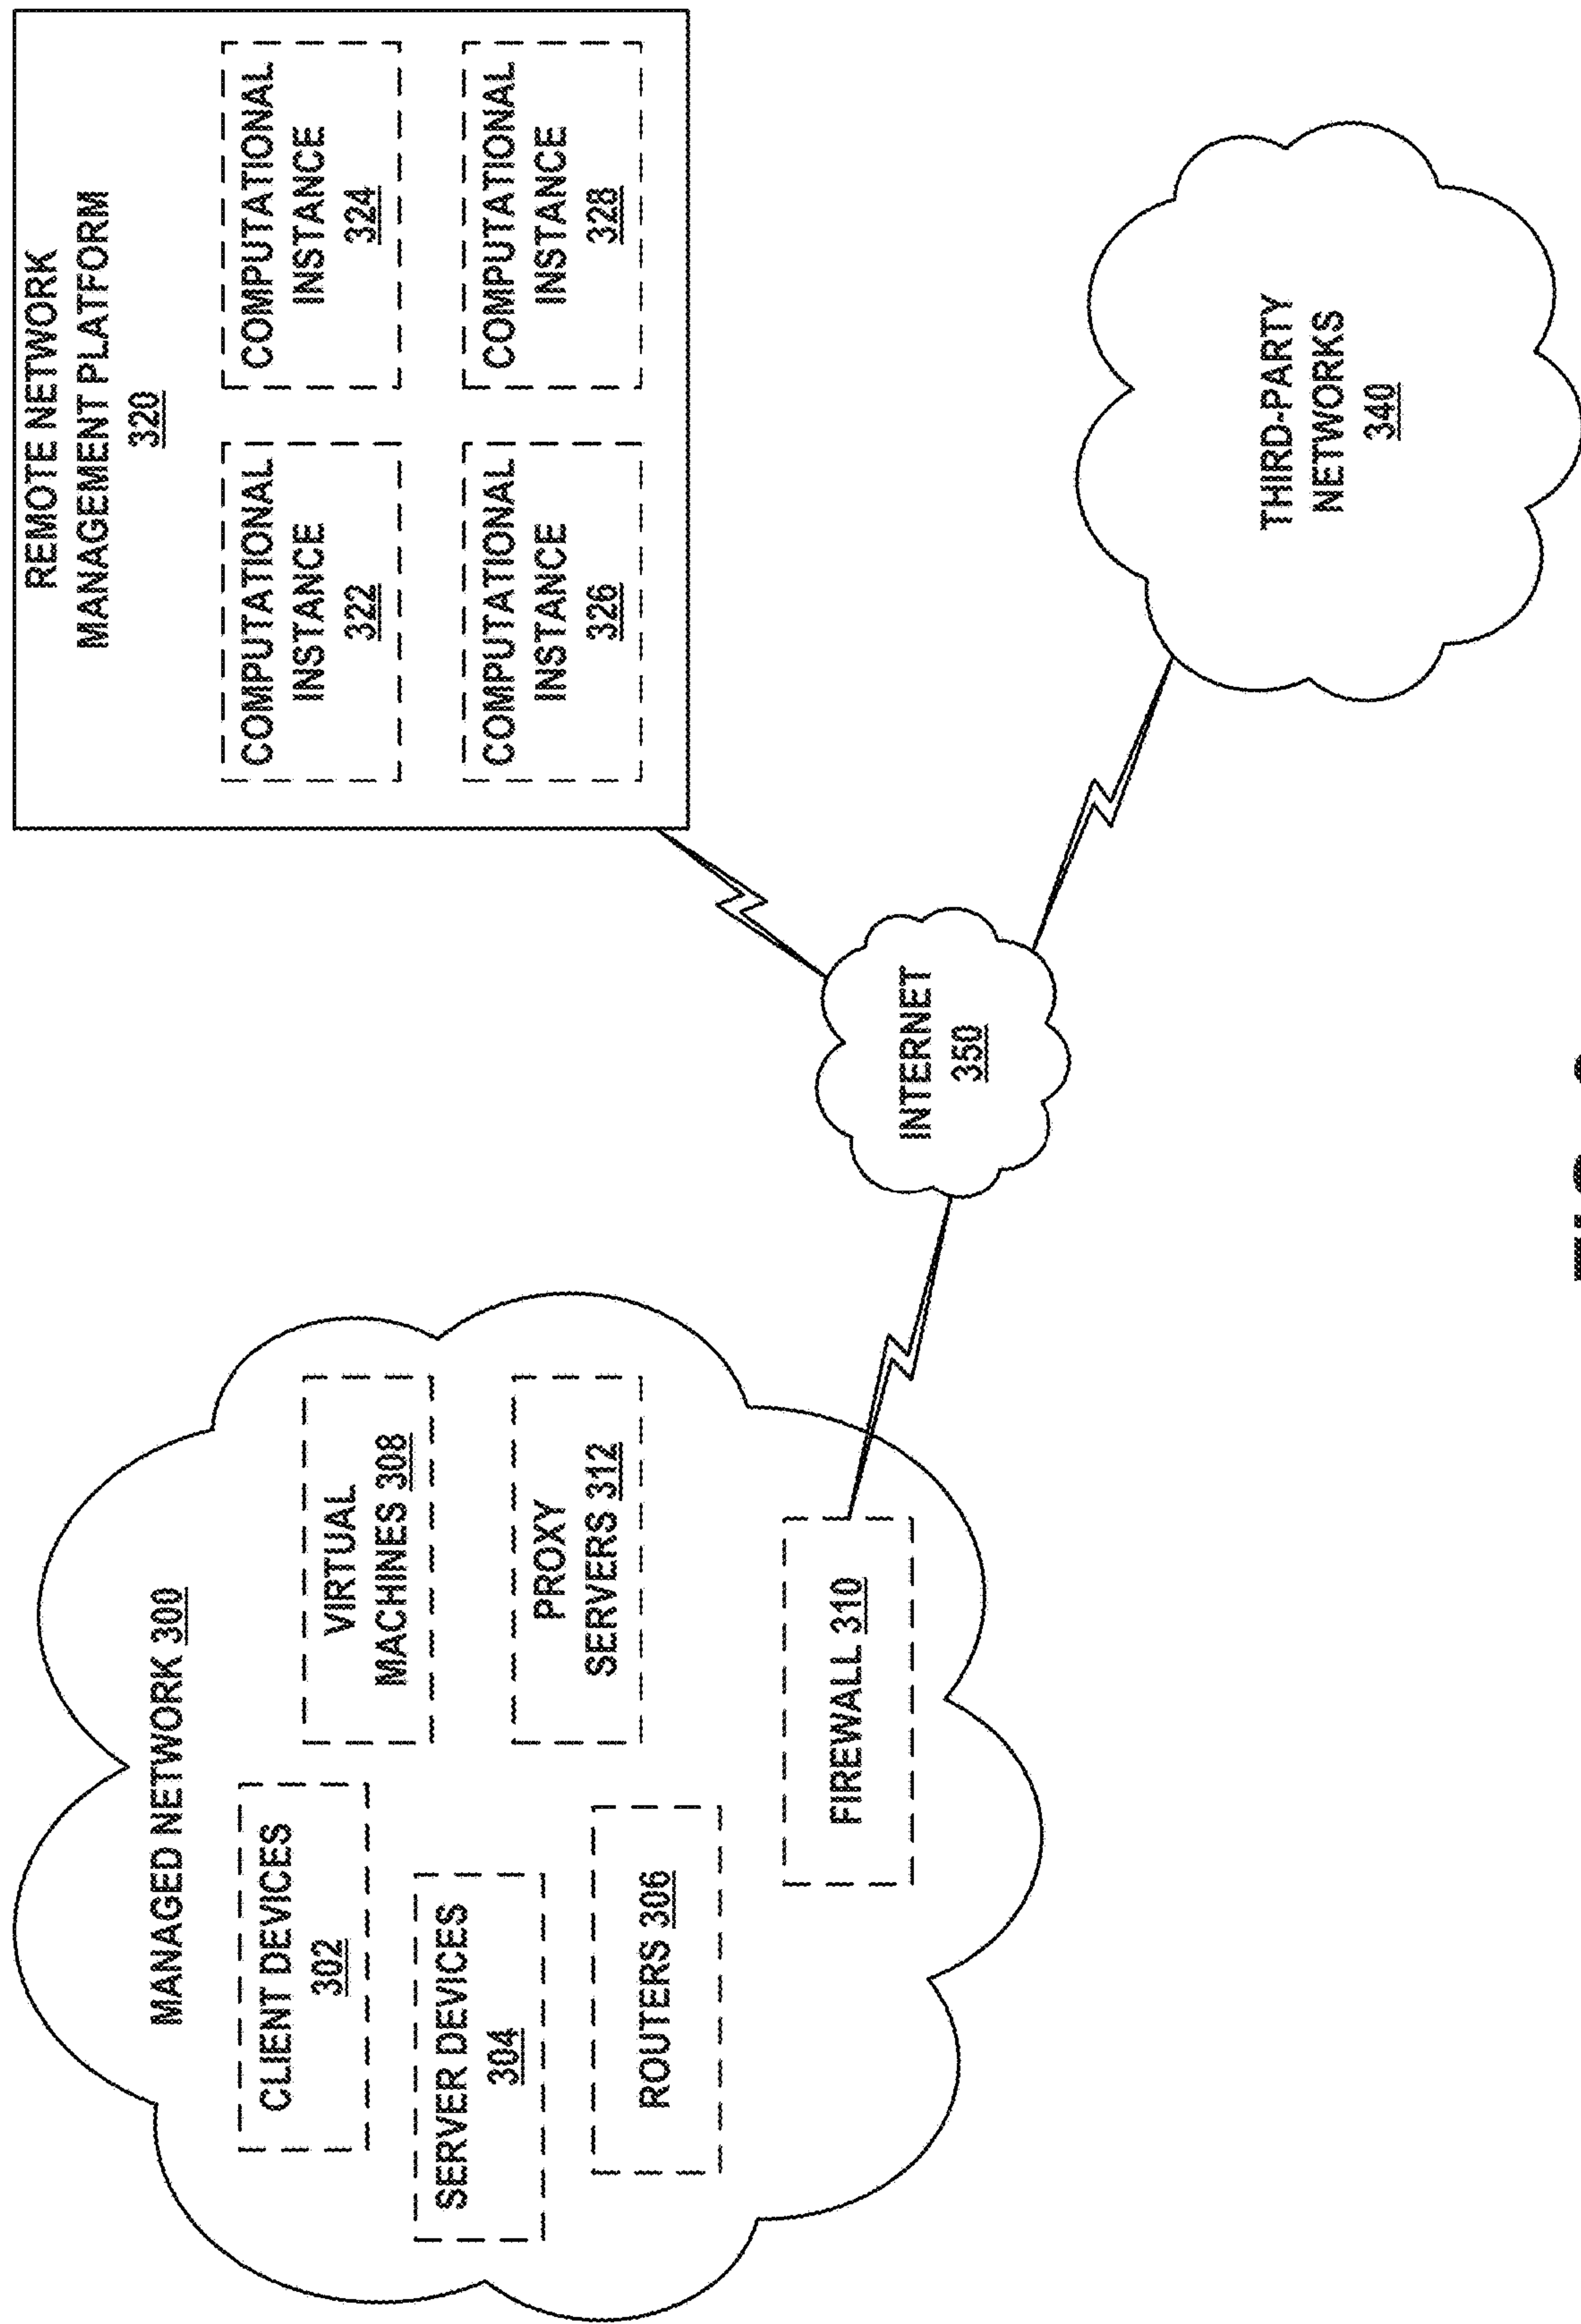 MANAGED NETWORK 300
CLIENT DEVICES
302
VIRTUAL
MACHINES 308
SERVER DEVICES
304
PROXY
SERVERS 312
ROUTERS 306
FIREWALL 310
INTERNET
350
REMOTE NETWORK
MANAGEMENT PLATFORM
320
COMPUTATIONAL
INSTANCE
322
COMPUTATIONAL
INSTANCE
324
COMPUTATIONAL
INSTANCE
326
COMPUTATIONAL
INSTANCE
328
THIRD-PARTY
NETWORKS
340